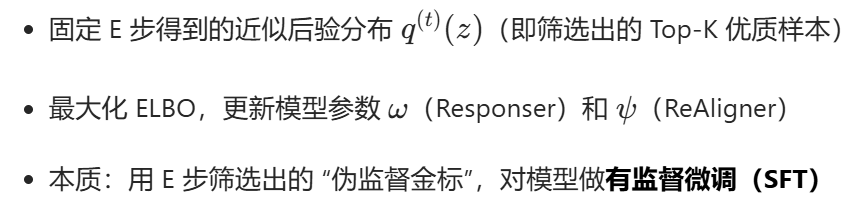 • 固定 E 步得到的近似后验分布 q^{(t)}(z)（即筛选出的 Top-K 优质样本）
• 最大化 ELBO，更新模型参数 ω（Responser）和 ψ（ReAligner）
• 本质：用 E 步筛选出的 “伪监督金标”，对模型做有监督微调（SFT）